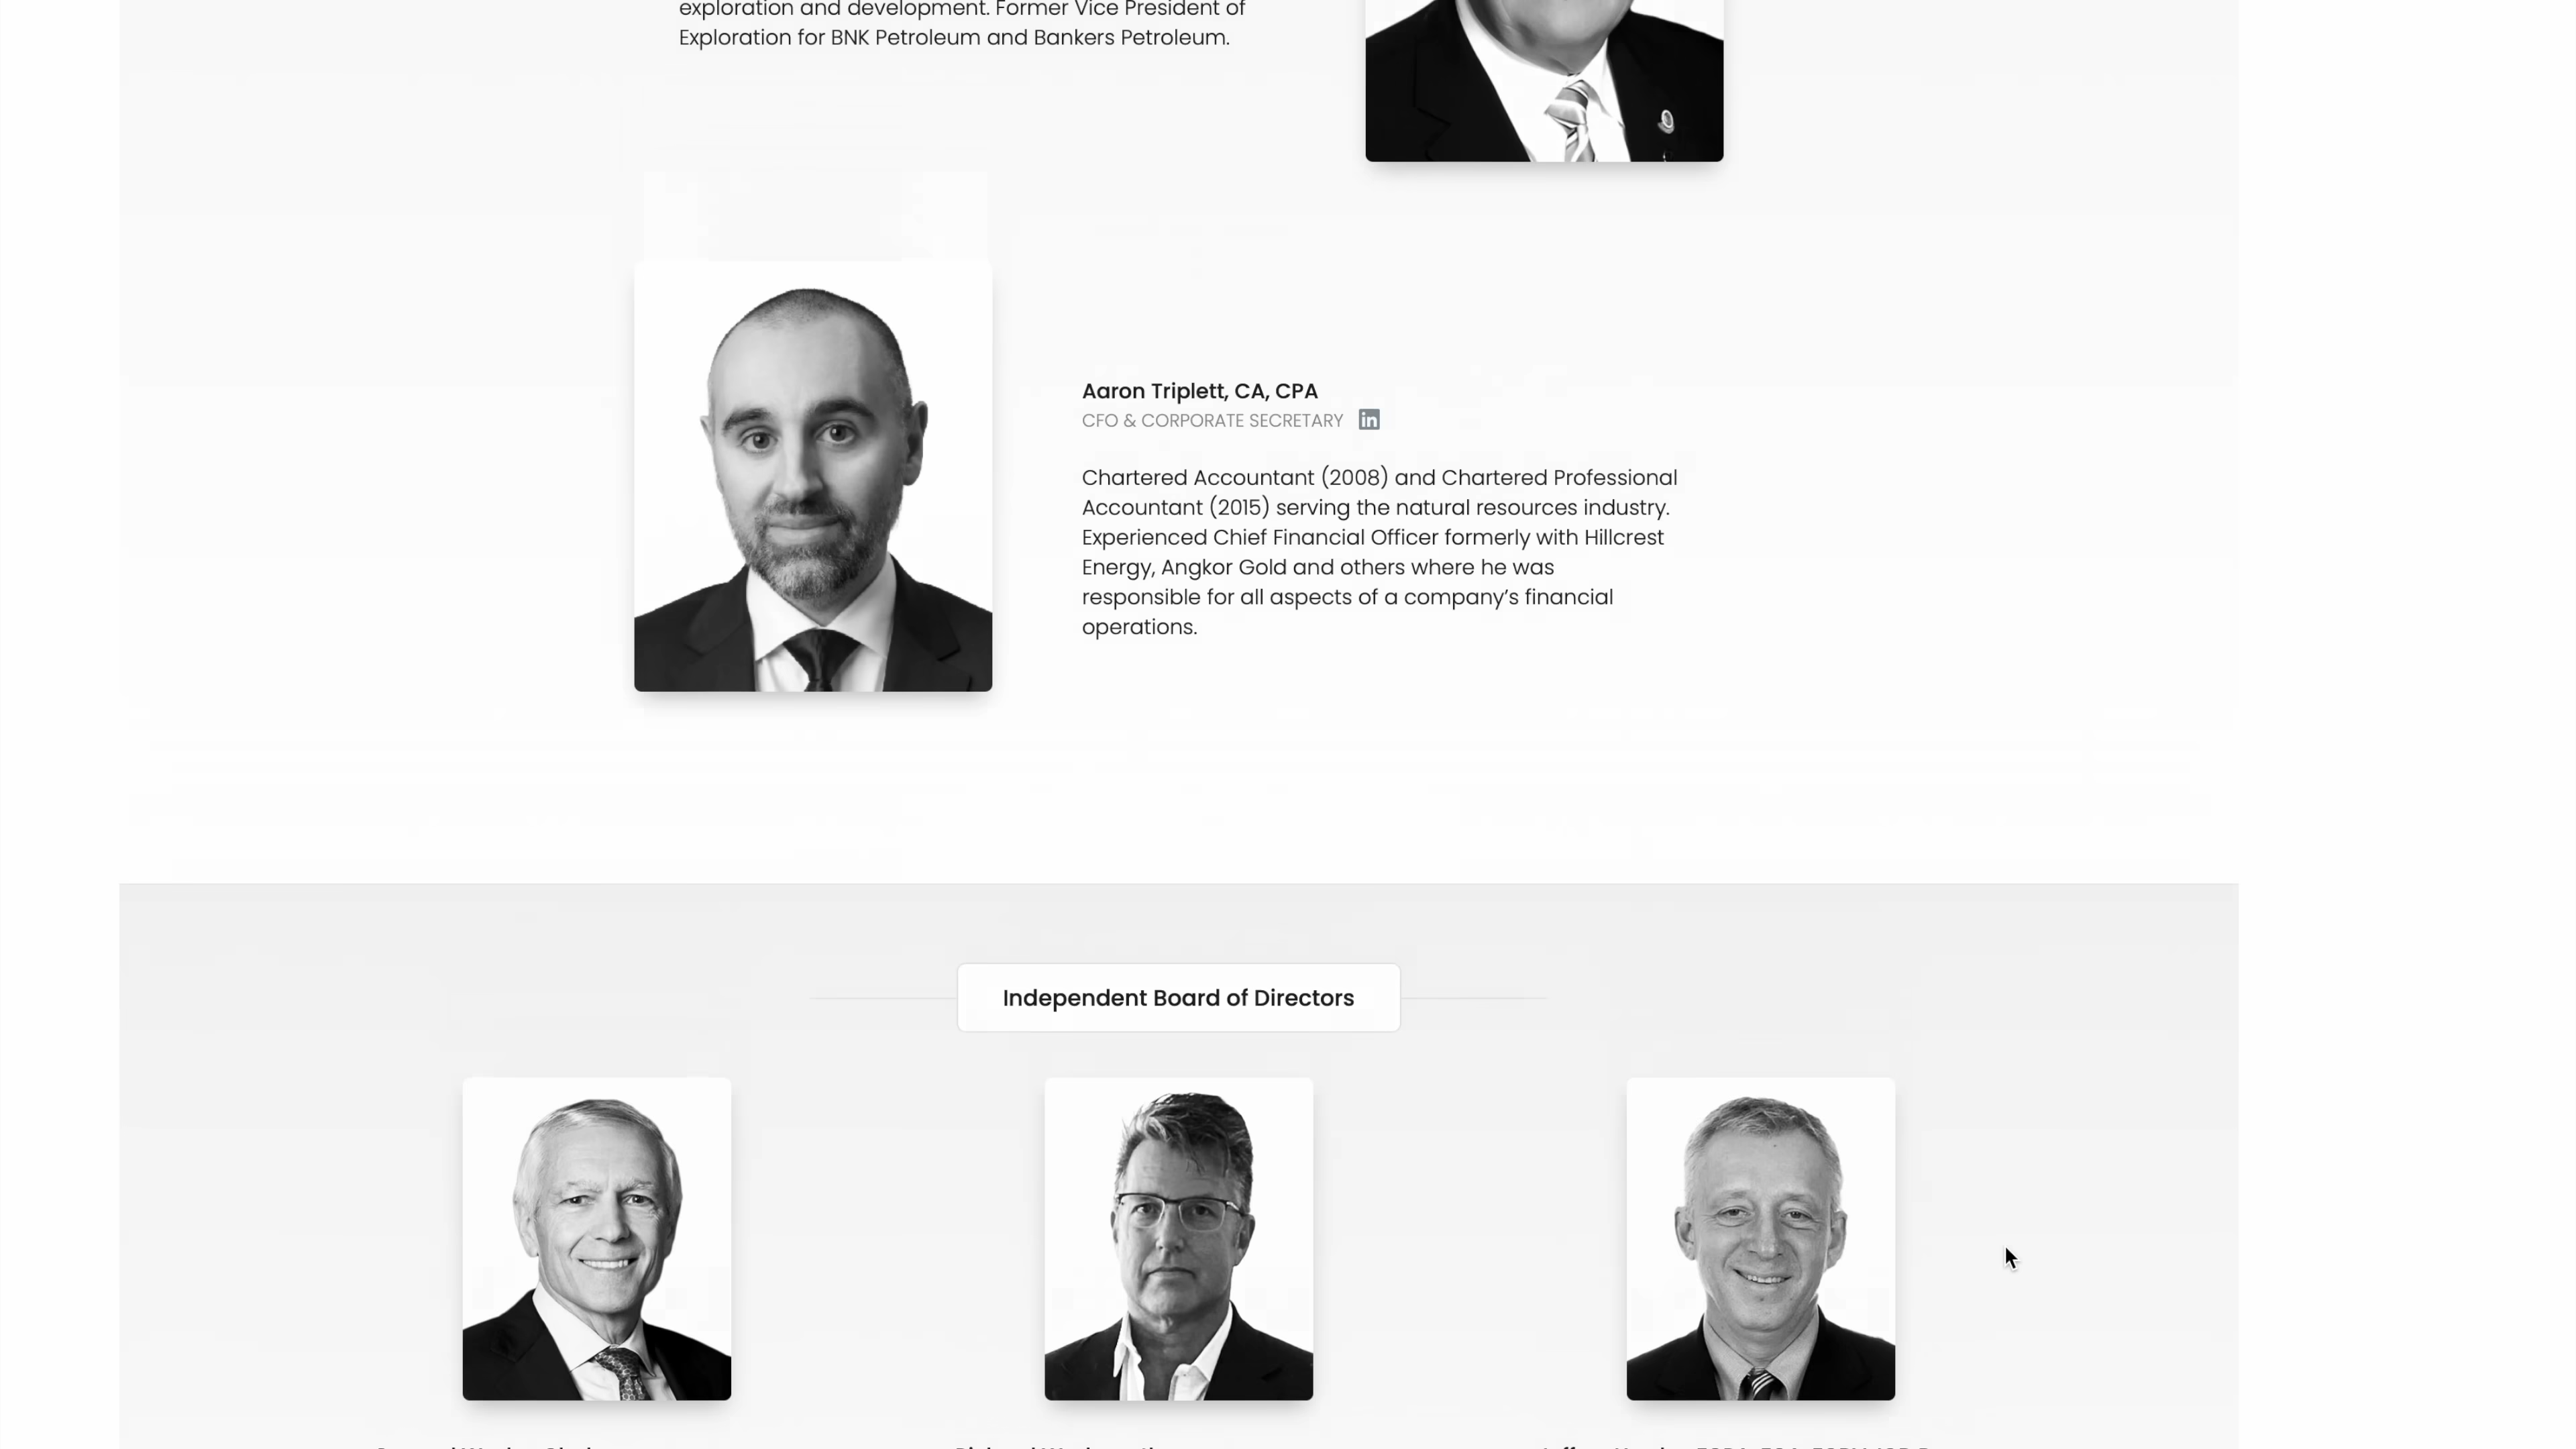 exploration and development. Former Vice President of
Exploration for BNK Petroleum and Bankers Petroleum.
Aaron Triplett, CA, CPA
CFO & CORPORATE SECRETARY in
Chartered Accountant (2008) and Chartered Professional
Accountant (2015) serving the natural resources industry.
Experienced Chief Financial Officer formerly with Hillcrest
Energy, Angkor Gold and others where he was
responsible for all aspects of a company's financial
operations.
Independent Board of Directors